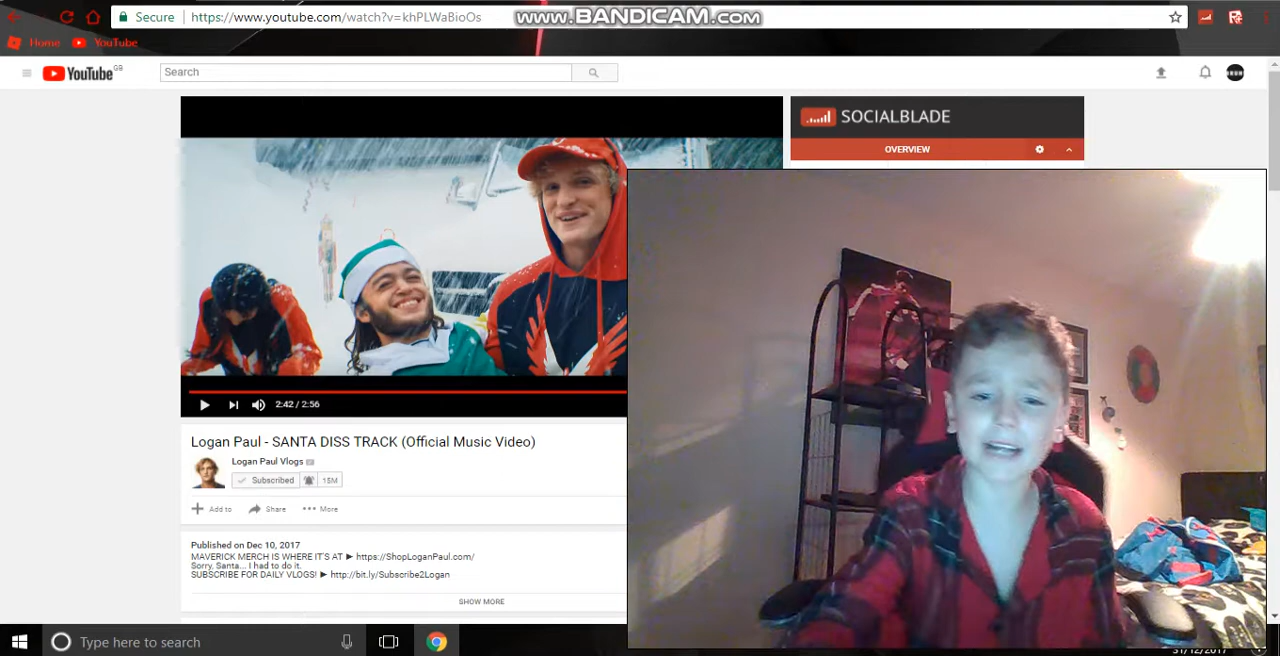 www.BANDICAM.com
Secure
https://www.youtube.com/watch?v=khPLWaBioOs
Home
YouTube
YouTube GB
Search
SOCIALBLADE
OVERVIEW
2:42 / 2:56
Logan Paul - SANTA DISS TRACK (Official Music Video)
Logan Paul Vlogs
Subscribed
15M
Add to
Share
More
Published on Dec 10, 2017
MAVERICK MERCH IS WHERE IT'S AT ► https://ShopLoganPaul.com/
Sorry, Santa... I had to do it.
SUBSCRIBE FOR DAILY VLOGS! ► http://bit.ly/Subscribe2Logan
SHOW MORE
Type here to search
31/12/2017